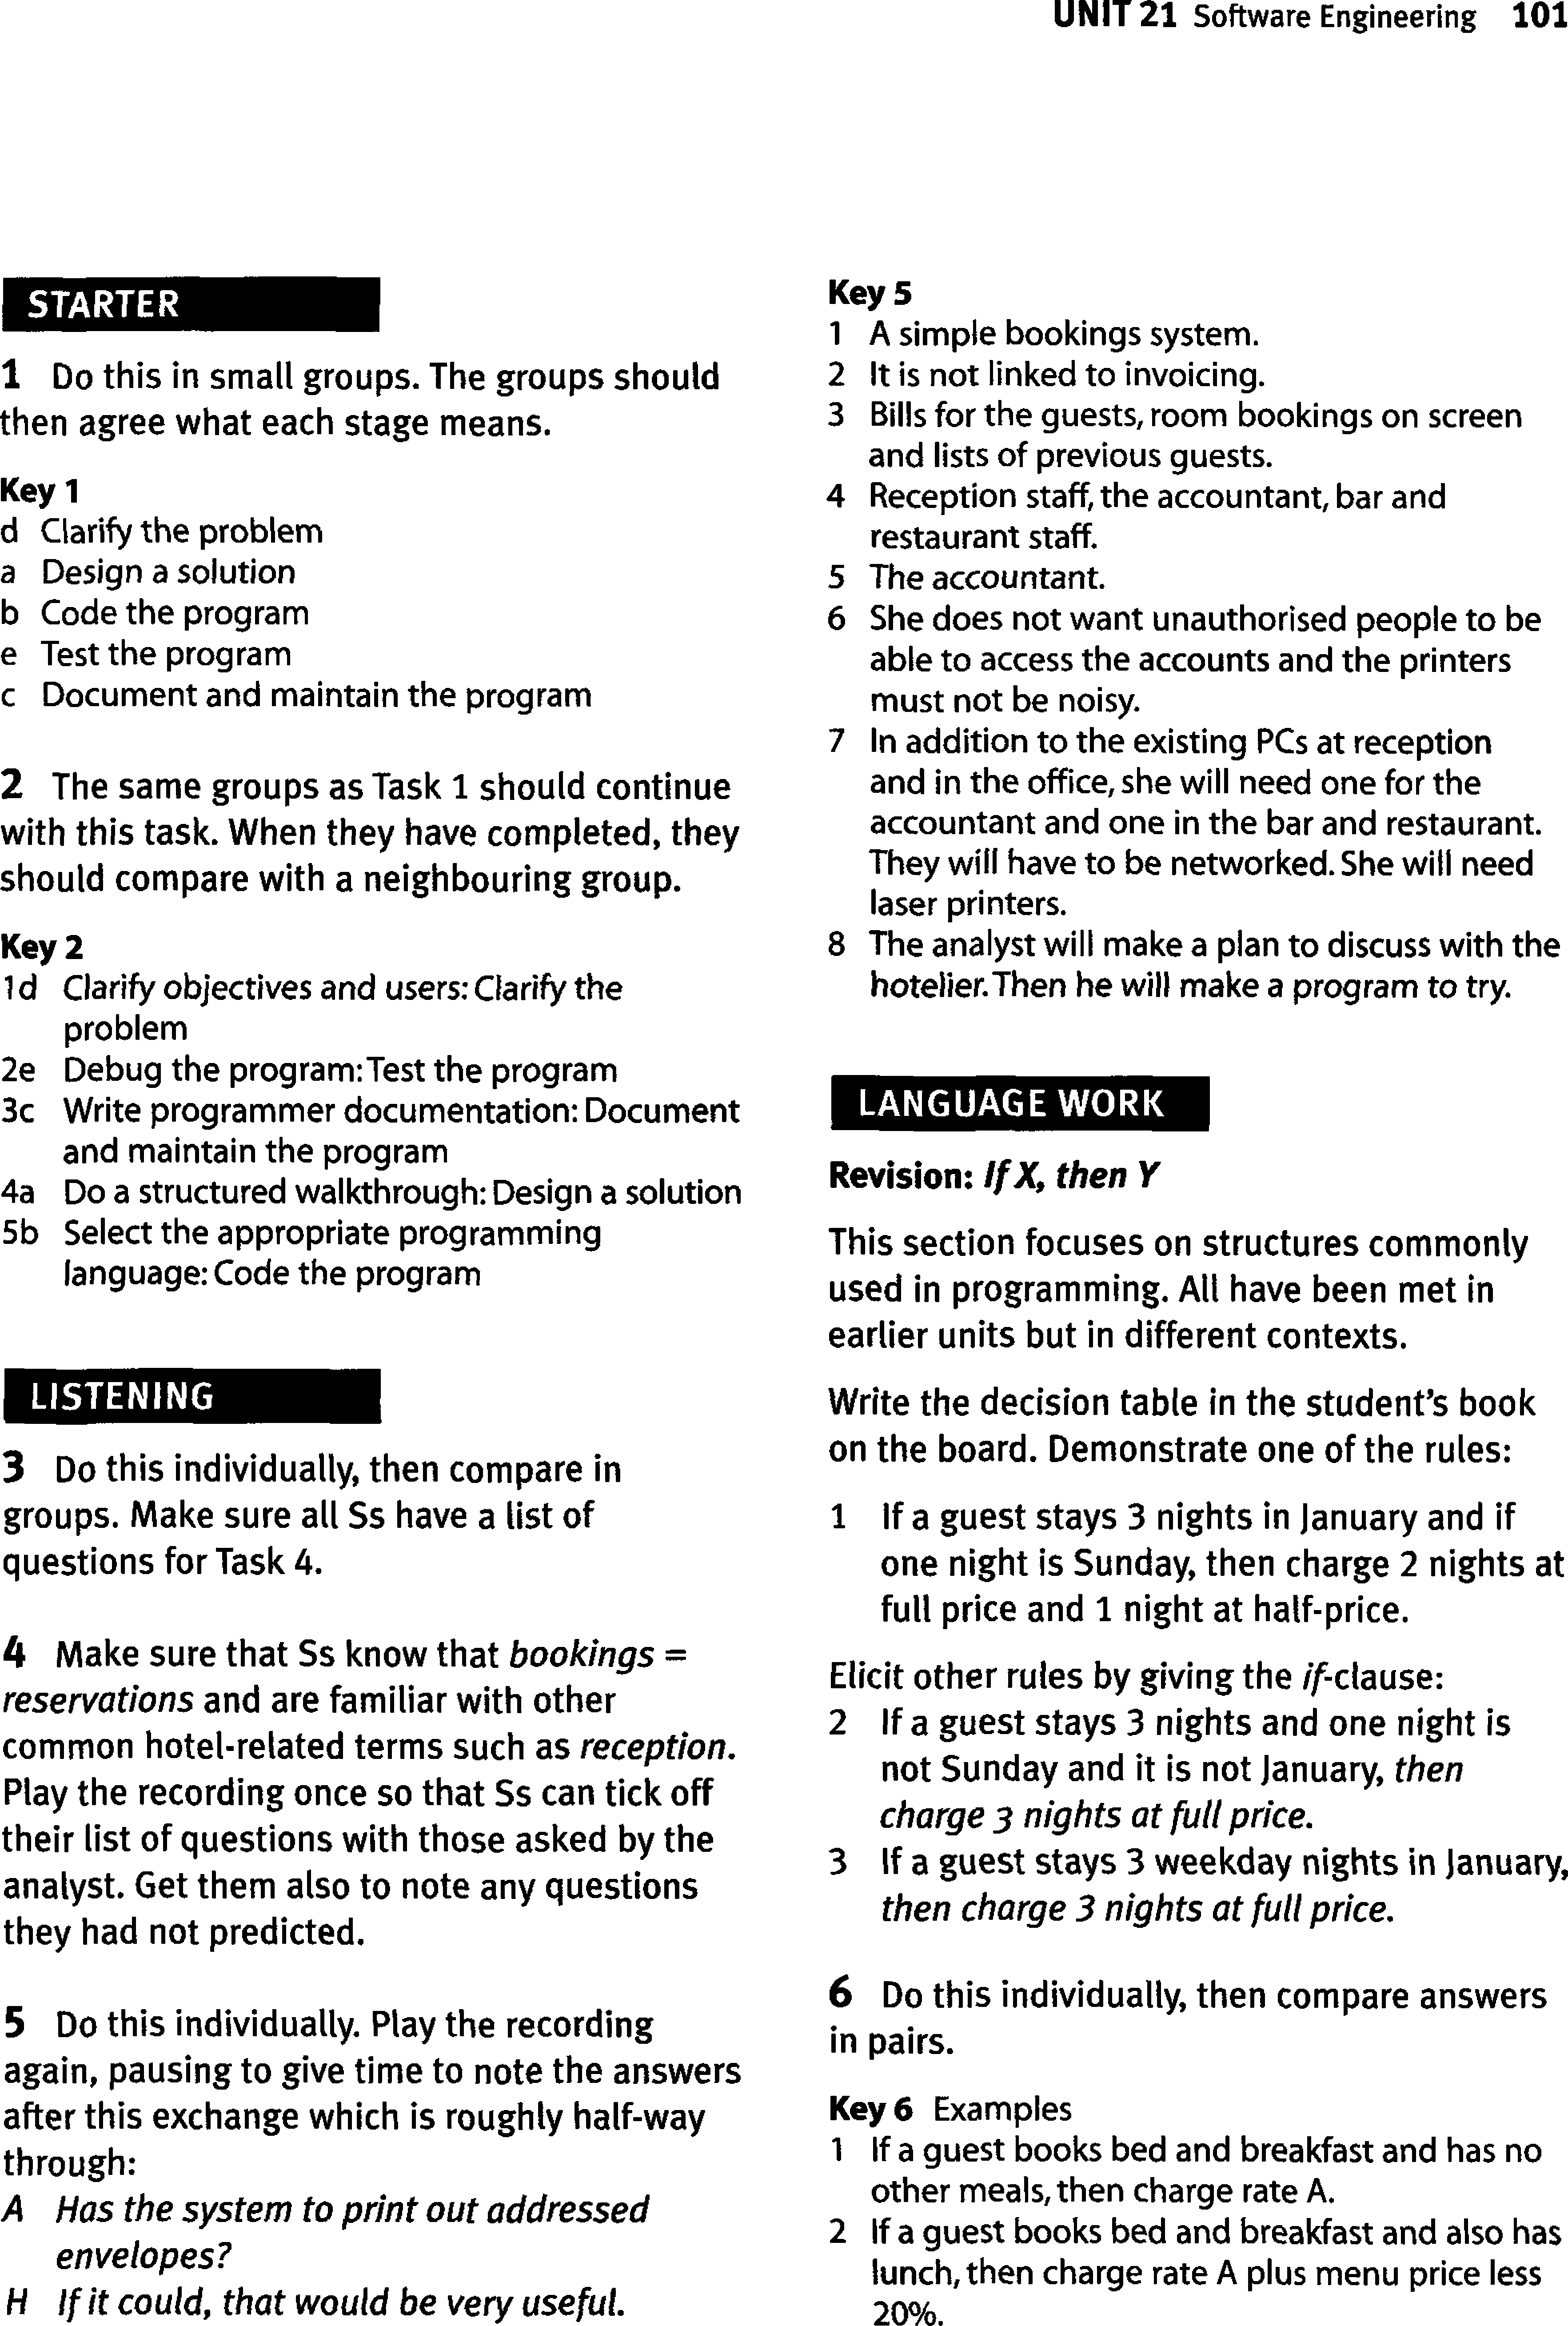 UNIT 21 Software Engineering 101
STARTER
1 Do this in small groups. The groups should
then agree what each stage means.
Key 1
d Clarify the problem
a Design a solution
b Code the program
e Test the program
c Document and maintain the program
2 The same groups as Task 1 should continue
with this task. When they have completed, they
should compare with a neighbouring group.
Key 2
1d Clarify objectives and users: Clarify the
problem
2e Debug the program: Test the program
3c Write programmer documentation: Document
and maintain the program
4a Do a structured walkthrough: Design a solution
5b Select the appropriate programming
language: Code the program
LISTENING
3 Do this individually, then compare in
groups. Make sure all Ss have a list of
questions for Task 4.
4 Make sure that Ss know that bookings =
reservations and are familiar with other
common hotel-related terms such as reception.
Play the recording once so that Ss can tick off
their list of questions with those asked by the
analyst. Get them also to note any questions
they had not predicted.
5 Do this individually. Play the recording
again, pausing to give time to note the answers
after this exchange which is roughly half-way
through:
A Has the system to print out addressed
envelopes?
H If it could, that would be very useful.
Key 5
1 A simple bookings system.
2 It is not linked to invoicing.
3 Bills for the guests, room bookings on screen
and lists of previous guests.
4 Reception staff, the accountant, bar and
restaurant staff.
5 The accountant.
6 She does not want unauthorised people to be
able to access the accounts and the printers
must not be noisy.
7 In addition to the existing PCs at reception
and in the office, she will need one for the
accountant and one in the bar and restaurant.
They will have to be networked. She will need
laser printers.
8 The analyst will make a plan to discuss with the
hotelier. Then he will make a program to try.
LANGUAGE WORK
Revision: If X, then Y
This section focuses on structures commonly
used in programming. All have been met in
earlier units but in different contexts.
Write the decision table in the student's book
on the board. Demonstrate one of the rules:
1 If a guest stays 3 nights in January and if
one night is Sunday, then charge 2 nights at
full price and 1 night at half-price.
Elicit other rules by giving the if-clause:
2 If a guest stays 3 nights and one night is
not Sunday and it is not January, then
charge 3 nights at full price.
3 If a guest stays 3 weekday nights in January,
then charge 3 nights at full price.
6 Do this individually, then compare answers
in pairs.
Key 6 Examples
1 If a guest books bed and breakfast and has no
other meals, then charge rate A.
2 If a guest books bed and breakfast and also has
lunch, then charge rate A plus menu price less
20%.